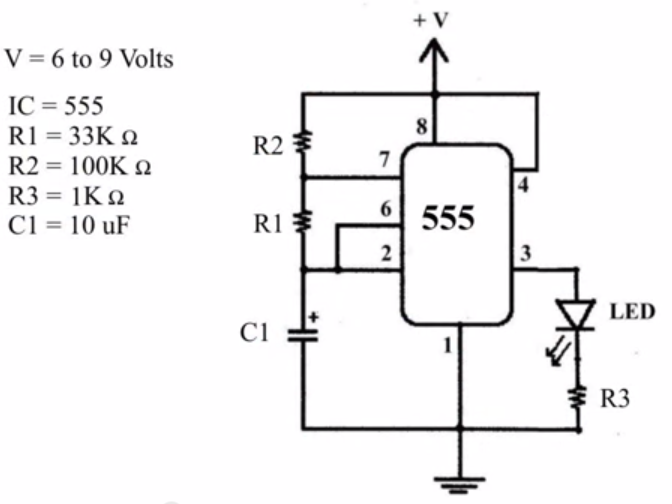 + V
V = 6 to 9 Volts
IC = 555
R1 = 33K Ω
R2 = 100K Ω
R3 = 1K Ω
C1 = 10 uF
8
R2
7
4
6
555
R1
2
3
+
LED
C1
1
R3